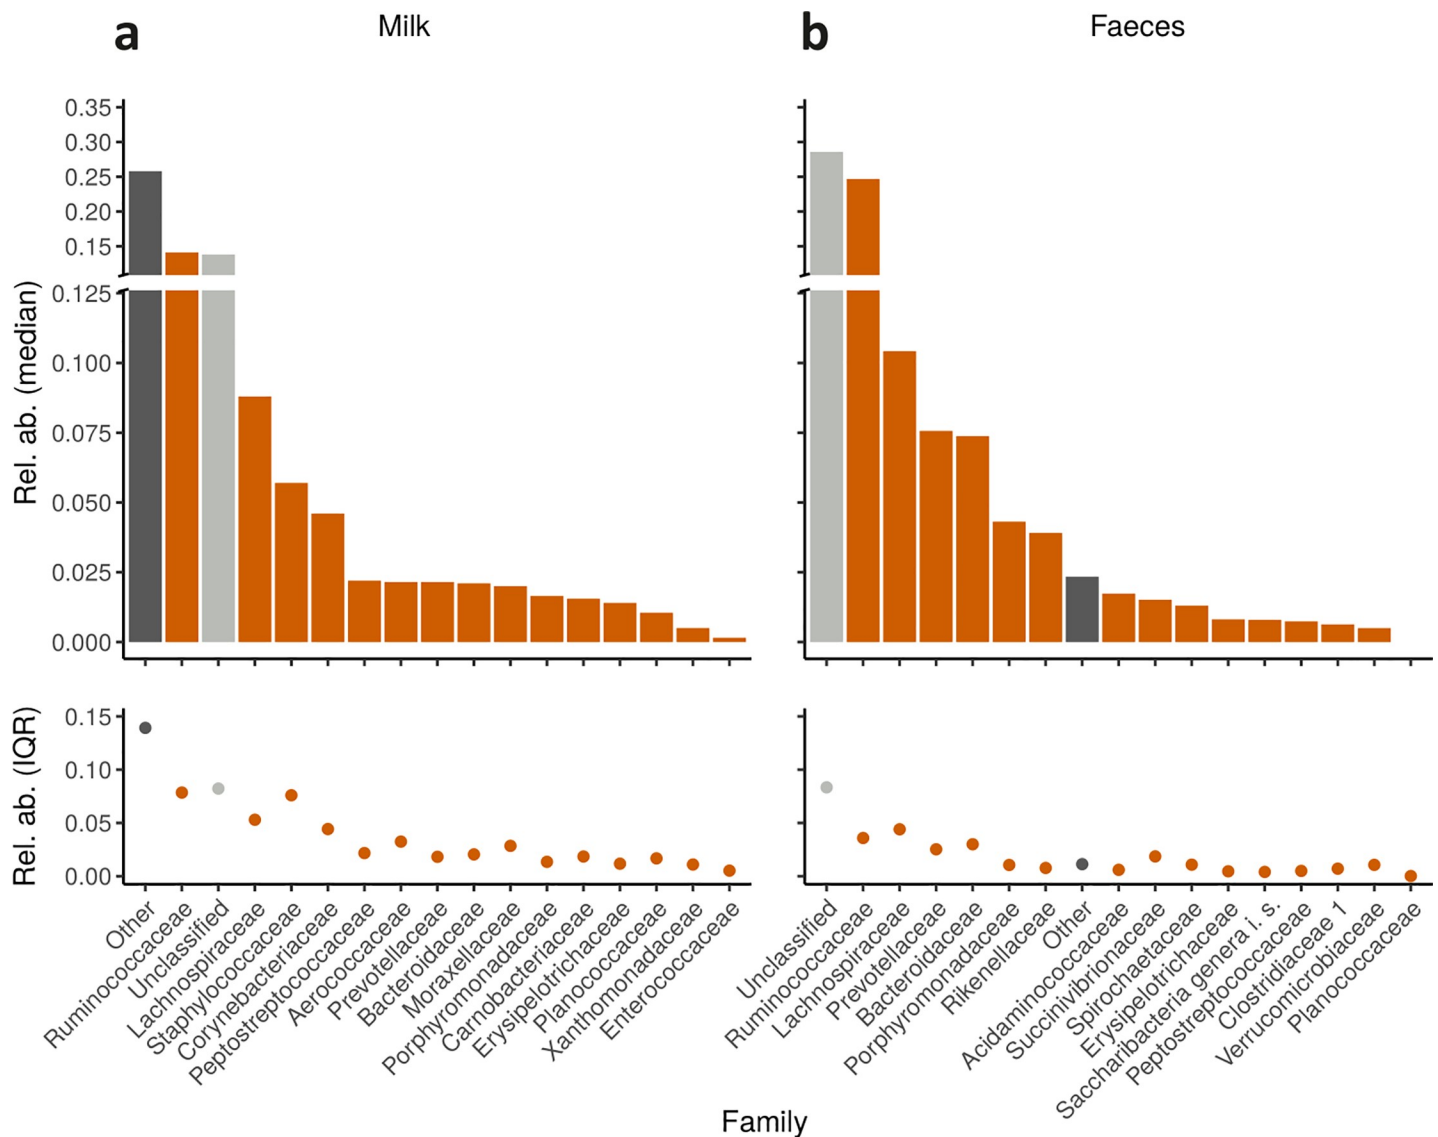 a
Milk
b
Faeces
Rel. ab. (median)
0.35
0.30
0.25
0.20
0.15
0.125
0.100
0.075
0.050
0.025
0.000
Rel. ab. (IQR)
0.15
0.10
0.05
0.00
Other
Ruminococcaceae
Unclassified
Lachnospiraceae
Staphylococcaceae
Corynebacteriaceae
Peptostreptococcaceae
Aerococcaceae
Prevotellaceae
Bacteroidaceae
Moraxellaceae
Porphyromonadaceae
Carnobacteriaceae
Erysipelotrichaceae
Planococcaceae
Xanthomonadaceae
Enterococcaceae
Unclassified
Ruminococcaceae
Lachnospiraceae
Prevotellaceae
Bacteroidaceae
Porphyromonadaceae
Rikenellaceae
Other
Acidaminococcaceae
Succinivibrionaceae
Spirochaetaceae
Erysipelotrichaceae
Saccharibacteria genera i. s.
Peptostreptococcaceae
Clostridiaceae 1
Verrucomicrobiaceae
Planococcaceae
Family